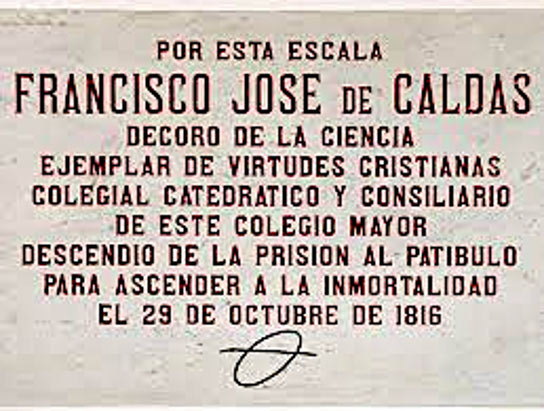 POR ESTA ESCALA
FRANCISCO JOSE DE CALDAS
DECORO DE LA CIENCIA
EJEMPLAR DE VIRTUDES CRISTIANAS
COLEGIAL CATEDRATICO Y CONSILIARIO
DE ESTE COLEGIO MAYOR
DESCENDIO DE LA PRISION AL PATIBULO
PARA ASCENDER A LA INMORTALIDAD
EL 29 DE OCTUBRE DE 1816